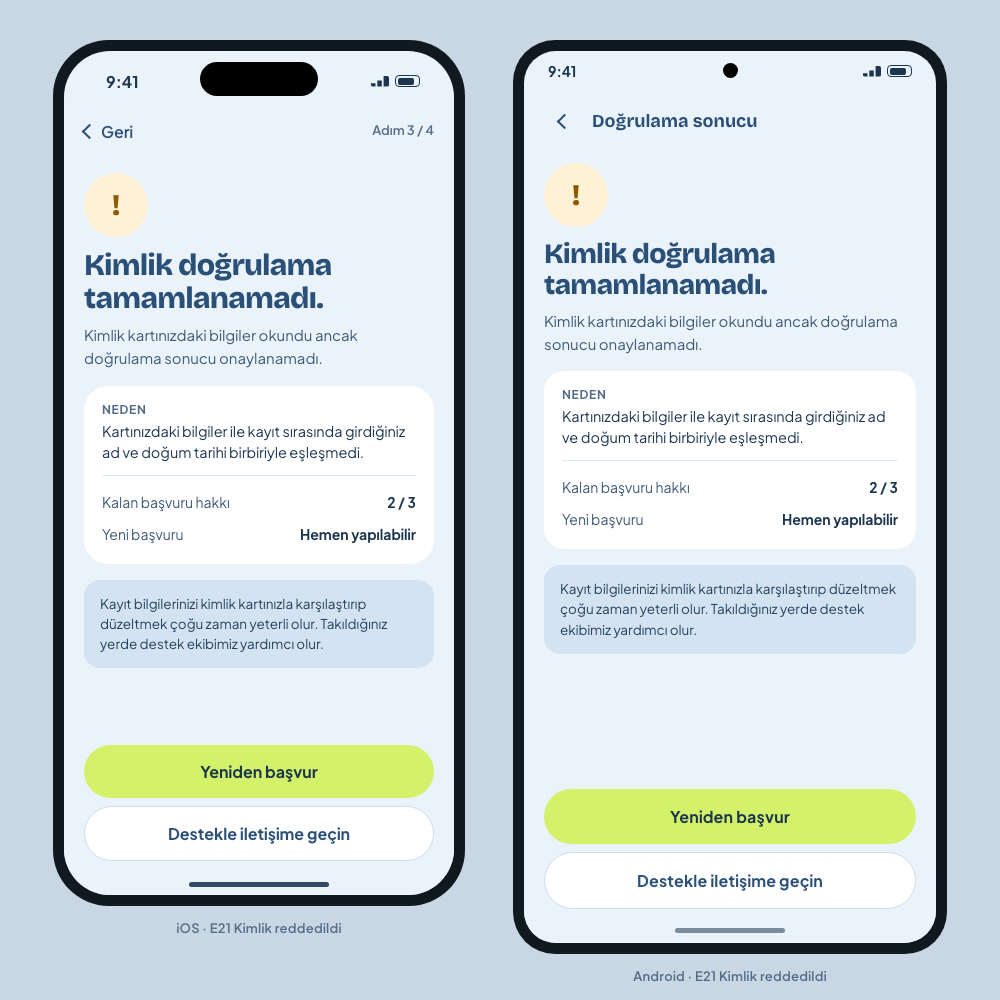 9:41
Geri
Adım 3 / 4
!
Kimlik doğrulama
tamamlanamadı.
Kimlik kartınızdaki bilgiler okundu ancak
doğrulama sonucu onaylanamadı.
NEDEN
Kartınızdaki bilgiler ile kayıt sırasında girdiğiniz
ad ve doğum tarihi birbiriyle eşleşmedi.
Kalan başvuru hakkı 2 / 3
Yeni başvuru Hemen yapılabilir
Kayıt bilgilerinizi kimlik kartınızla karşılaştırıp
düzeltmek çoğu zaman yeterli olur. Takıldığınız
yerde destek ekibimiz yardımcı olur.
Yeniden başvur
Destekle iletişime geçin
iOS · E21 Kimlik reddedildi
9:41
Doğrulama sonucu
!
Kimlik doğrulama
tamamlanamadı.
Kimlik kartınızdaki bilgiler okundu ancak doğrulama
sonucu onaylanamadı.
NEDEN
Kartınızdaki bilgiler ile kayıt sırasında girdiğiniz ad
ve doğum tarihi birbiriyle eşleşmedi.
Kalan başvuru hakkı 2 / 3
Yeni başvuru Hemen yapılabilir
Kayıt bilgilerinizi kimlik kartınızla karşılaştırıp düzeltmek
çoğu zaman yeterli olur. Takıldığınız yerde destek
ekibimiz yardımcı olur.
Yeniden başvur
Destekle iletişime geçin
Android · E21 Kimlik reddedildi